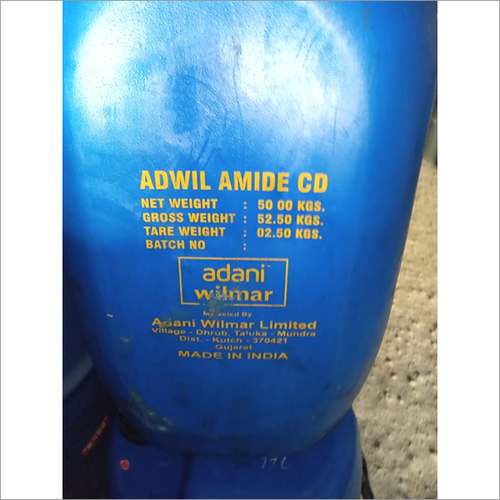 ADWIL AMIDE CD
NET WEIGHT : 50 00 KGS.
GROSS WEIGHT : 52.50 KGS.
TARE WEIGHT : 02.50 KGS.
BATCH NO :
adani
wilmar
By
Adani Wilmar Limited
Village - Dhrub, Taluka - Mundra
Dist. - Kutch - 370421
Gujarat
MADE IN INDIA